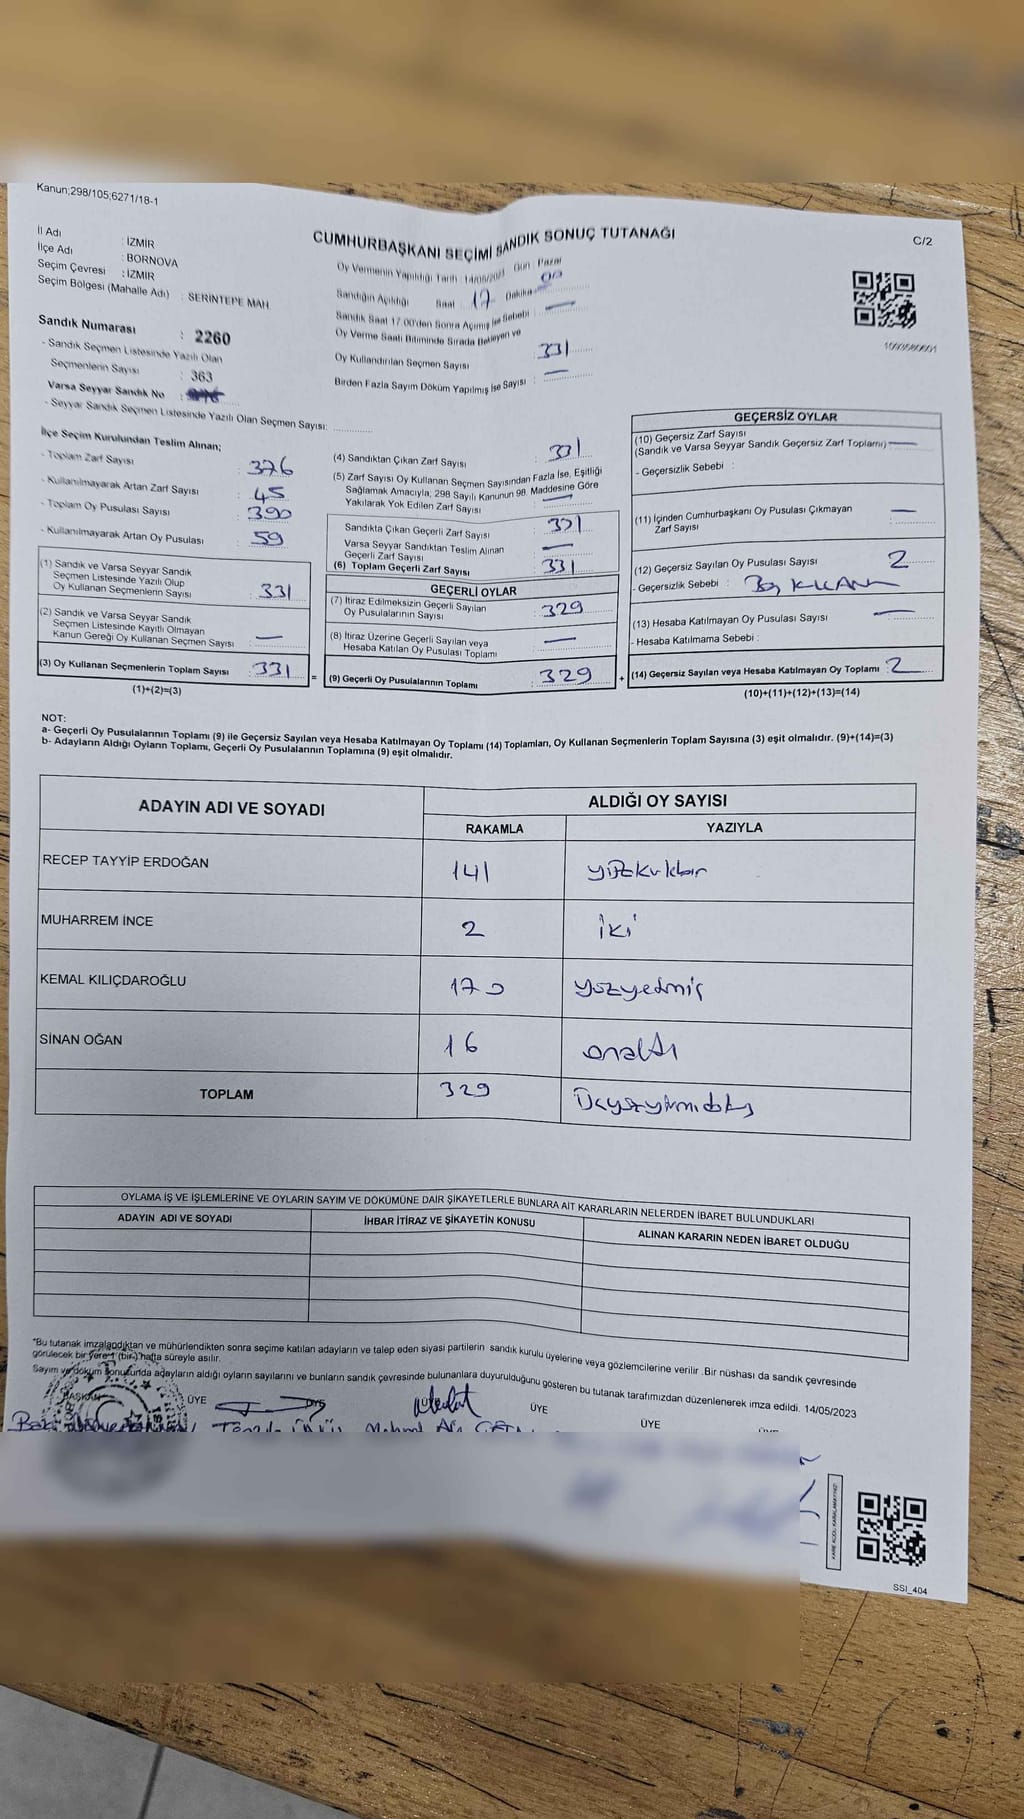 Kanun;298/105;6271/18-1
İl Adı : İZMİR
İlçe Adı : BORNOVA
Seçim Çevresi : İZMİR
Seçim Bölgesi (Mahalle Adı) : SERİNTEPE MAH
Sandık Numarası : 2260
- Sandık Seçmen Listesinde Yazılı Olan
Seçmenlerin Sayısı : 363
Varsa Seyyar Sandık No :
- Seyyar Sandık Seçmen Listesinde Yazılı Olan Seçmen Sayısı:
CUMHURBAŞKANI SEÇİMİ SANDIK SONUÇ TUTANAĞI
C/2
Oy Vermenin Yapıldığı Tarih: 14/05/2023 Gün : Pazar
Sandığın Açıldığı Saat : 17 Dakika: 00
Sandık Saat 17.00'den Sonra Açılmış İse Sebebi : —
Oy Verme Saati Bitiminde Sırada Bekleyen ve
Oy Kullandırılan Seçmen Sayısı : 331
Birden Fazla Sayım Döküm Yapılmış İse Sayısı : —
1093580601
İlçe Seçim Kurulundan Teslim Alınan;
- Toplam Zarf Sayısı : 376
- Kullanılmayarak Artan Zarf Sayısı : 45
- Toplam Oy Pusulası Sayısı : 390
- Kullanılmayarak Artan Oy Pusulası : 59
(1) Sandık ve Varsa Seyyar Sandık
Seçmen Listesinde Yazılı Olup
Oy Kullanan Seçmenlerin Sayısı : 331
(2) Sandık ve Varsa Seyyar Sandık
Seçmen Listesinde Kayıtlı Olmayan
Kanun Gereği Oy Kullanan Seçmen Sayısı : —
(3) Oy Kullanan Seçmenlerin Toplam Sayısı : 331
(1)+(2)=(3)
=
(4) Sandıktan Çıkan Zarf Sayısı : 331
(5) Zarf Sayısı Oy Kullanan Seçmen Sayısından Fazla İse, Eşitliği
Sağlamak Amacıyla; 298 Sayılı Kanunun 98. Maddesine Göre
Yakılarak Yok Edilen Zarf Sayısı : —
Sandıkta Çıkan Geçerli Zarf Sayısı : 331
Varsa Seyyar Sandıktan Teslim Alınan
Geçerli Zarf Sayısı : —
(6) Toplam Geçerli Zarf Sayısı : 331
GEÇERLİ OYLAR
(7) İtiraz Edilmeksizin Geçerli Sayılan
Oy Pusulalarının Sayısı : 329
(8) İtiraz Üzerine Geçerli Sayılan veya
Hesaba Katılan Oy Pusulası Toplamı : —
(9) Geçerli Oy Pusulalarının Toplamı : 329
+
GEÇERSİZ OYLAR
(10) Geçersiz Zarf Sayısı
(Sandık ve Varsa Seyyar Sandık Geçersiz Zarf Toplamı) —
- Geçersizlik Sebebi :
(11) İçinden Cumhurbaşkanı Oy Pusulası Çıkmayan
Zarf Sayısı —
(12) Geçersiz Sayılan Oy Pusulası Sayısı 2
- Geçersizlik Sebebi :
(13) Hesaba Katılmayan Oy Pusulası Sayısı : —
- Hesaba Katılmama Sebebi :
(14) Geçersiz Sayılan veya Hesaba Katılmayan Oy Toplamı : 2
(10)+(11)+(12)+(13)=(14)
NOT:
a- Geçerli Oy Pusulalarının Toplamı (9) ile Geçersiz Sayılan veya Hesaba Katılmayan Oy Toplamı (14) Toplamları, Oy Kullanan Seçmenlerin Toplam Sayısına (3) eşit olmalıdır. (9)+(14)=(3)
b- Adayların Aldığı Oyların Toplamı, Geçerli Oy Pusulalarının Toplamına (9) eşit olmalıdır.
ADAYIN ADI VE SOYADI ALDIĞI OY SAYISI
RAKAMLA YAZIYLA
RECEP TAYYİP ERDOĞAN 141
MUHARREM İNCE 2 iki
KEMAL KILIÇDAROĞLU 170 yüzyetmiş
SİNAN OĞAN 16 onaltı
TOPLAM 329
OYLAMA İŞ VE İŞLEMLERİNE VE OYLARIN SAYIM VE DÖKÜMÜNE DAİR ŞİKAYETLERLE BUNLARA AİT KARARLARIN NELERDEN İBARET BULUNDUKLARI
ADAYIN ADI VE SOYADI İHBAR İTİRAZ VE ŞİKAYETİN KONUSU ALINAN KARARIN NEDEN İBARET OLDUĞU
*Bu tutanak imzalandıktan ve mühürlendikten sonra seçime katılan adayların ve talep eden siyasi partilerin sandık kurulu üyelerine veya gözlemcilerine verilir .Bir nüshası da sandık çevresinde
görülecek bir yere 1 (bir) hafta süreyle asılır.
Sayım ve döküm sonucunda adayların aldığı oyların sayılarını ve bunların sandık çevresinde bulunanlara duyurulduğunu gösteren bu tutanak tarafımızdan düzenlenerek imza edildi. 14/05/2023
BAŞKAN ÜYE ÜYE ÜYE ÜYE
SSI_404